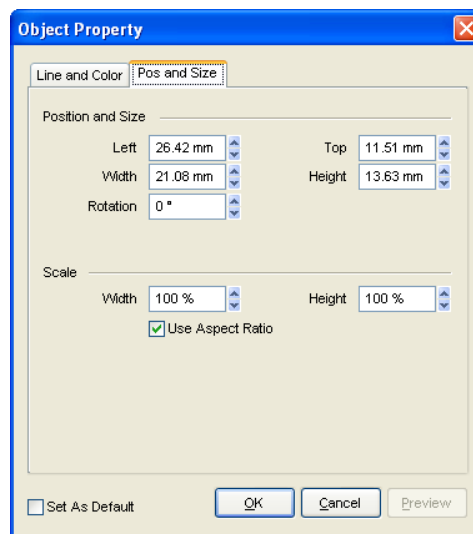 Object Property
Line and Color Pos and Size
Position and Size
Left 26.42 mm Top 11.51 mm
Width 21.08 mm Height 13.63 mm
Rotation 0 °
Scale
Width 100 % Height 100 %
Use Aspect Ratio
Set As Default OK Cancel Preview